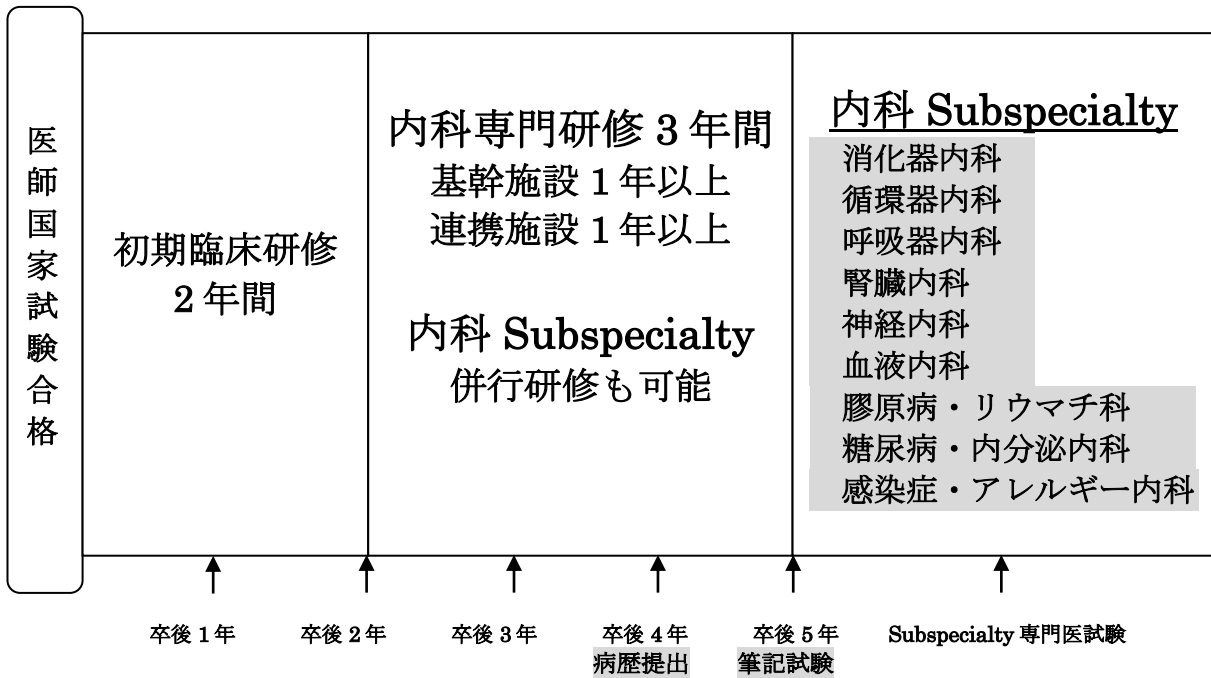 医師国家試験合格
初期臨床研修
2 年間
内科専門研修 3 年間
基幹施設 1 年以上
連携施設 1 年以上
内科 Subspecialty
併行研修も可能
内科 Subspecialty
消化器内科
循環器内科
呼吸器内科
腎臓内科
神経内科
血液内科
膠原病・リウマチ科
糖尿病・内分泌内科
感染症・アレルギー内科
卒後 1 年
卒後 2 年
卒後 3 年
卒後 4 年
病歴提出
卒後 5 年
筆記試験
Subspecialty 専門医試験